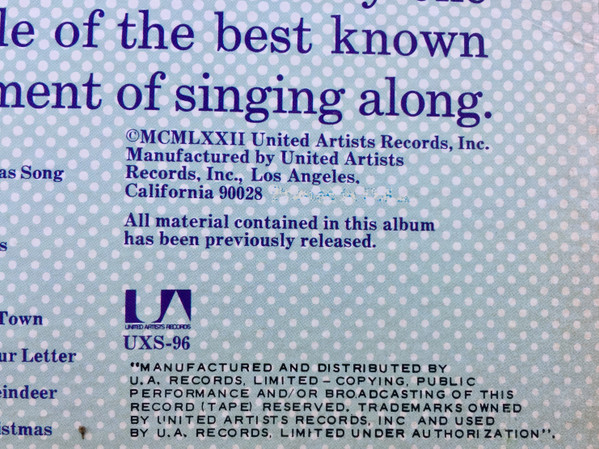 le of the best known
ment of singing along.
©MCMLXXII United Artists Records, Inc.
Manufactured by United Artists
Records, Inc., Los Angeles,
California 90028
as Song
All material contained in this album
has been previously released.
s
Town
ur Letter
eindeer
istmas
UA
UNITED ARTISTS RECORDS
UXS-96
"MANUFACTURED AND DISTRIBUTED BY
U.A. RECORDS, LIMITED – COPYING, PUBLIC
PERFORMANCE AND/OR BROADCASTING OF THIS
RECORD (TAPE) RESERVED. TRADEMARKS OWNED
BY UNITED ARTISTS RECORDS, INC AND USED
BY U.A. RECORDS, LIMITED UNDER AUTHORIZATION".